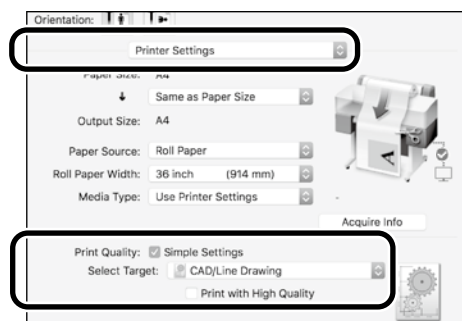 Orientation:
Printer Settings
Paper Size: A4
Same as Paper Size
Output Size: A4
Paper Source: Roll Paper
Roll Paper Width: 36 inch (914 mm)
Media Type: Use Printer Settings
-
Acquire Info
Print Quality: Simple Settings
Select Target: CAD/Line Drawing
Print with High Quality